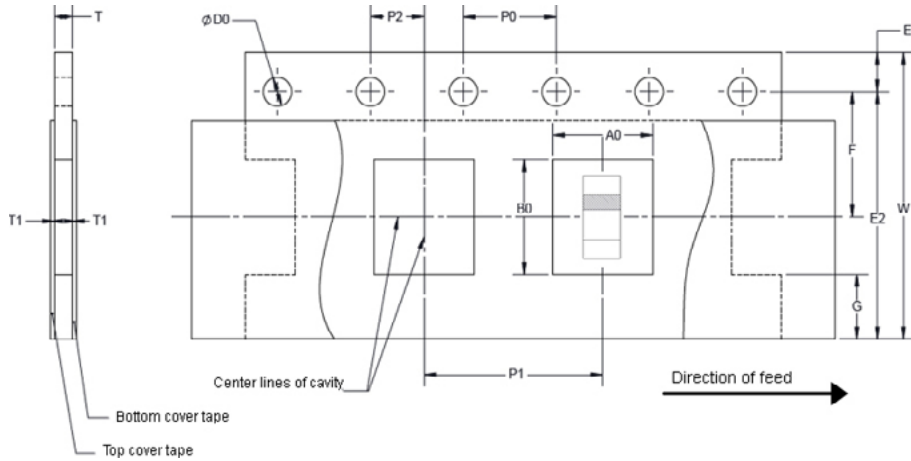 T
P2
P0
ϕD0
E
A0
F
T1
T1
B0
E2
W
G
P1
Center lines of cavity
Direction of feed
Bottom cover tape
Top cover tape